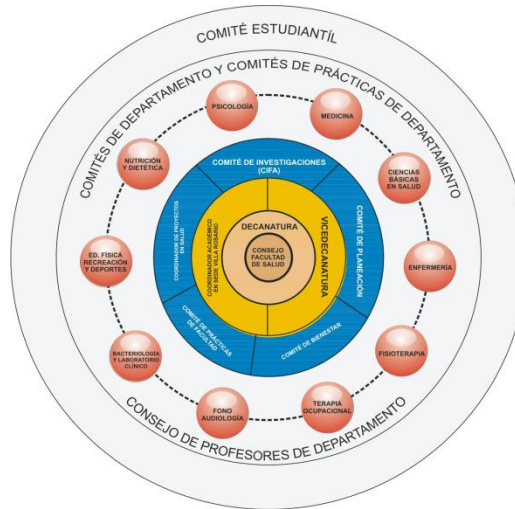 COMITÉ ESTUDIANTÍL
COMITÉS DE DEPARTAMENTO Y COMITÉS DE PRÁCTICAS DE DEPARTAMENTO
PSICOLOGÍA
MEDICINA
NUTRICIÓN
Y DIETÉTICA
CIENCIAS
BÁSICAS
EN SALUD
COMITÉ DE INVESTIGACIONES
(CIFA)
COORDINADOR DE PROYECTOS
EN SALUD
COMITÉ DE PLANEACIÓN
COORDINADOR ACADÉMICO
EN SEDE VILLA ROSARIO
VICEDECANATURA
DECANATURA
CONSEJO
FACULTAD
DE SALUD
ED. FÍSICA
RECREACIÓN
Y DEPORTES
ENFERMERÍA
COMITÉ DE PRÁCTICAS
DE FACULTAD
COMITÉ DE BIENESTAR
BACTERIOLOGÍA
Y LABORATORIO
CLÍNICO
FISIOTERAPIA
FONO
AUDIOLOGÍA
TERAPIA
OCUPACIONAL
CONSEJO DE PROFESORES DE DEPARTAMENTO